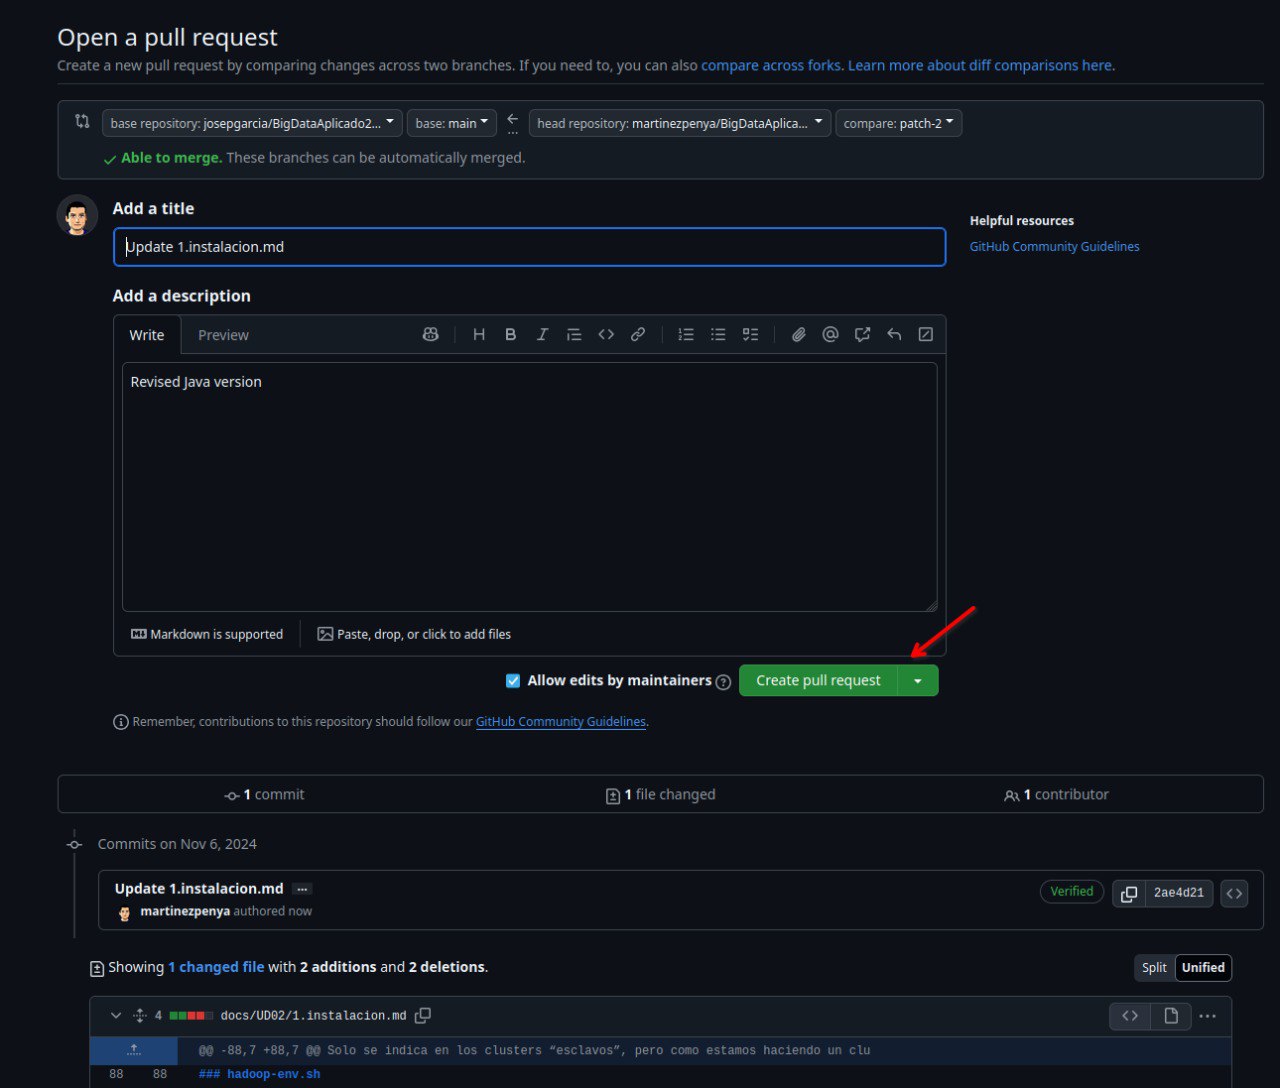 Open a pull request
Create a new pull request by comparing changes across two branches. If you need to, you can also compare across forks. Learn more about diff comparisons here.
base repository: josepgarcia/BigDataAplicado2... base: main ... head repository: martinezpenya/BigDataAplica... compare: patch-2
Able to merge. These branches can be automatically merged.
Add a title
Helpful resources
Update 1.instalacion.md
GitHub Community Guidelines
Add a description
Write Preview H B I
Revised Java version
Markdown is supported Paste, drop, or click to add files
Allow edits by maintainers ? Create pull request
Remember, contributions to this repository should follow our GitHub Community Guidelines.
1 commit 1 file changed 1 contributor
Commits on Nov 6, 2024
Update 1.instalacion.md ... Verified 2ae4d21 <>
martinezpenya authored now
Showing 1 changed file with 2 additions and 2 deletions. Split Unified
4 docs/UD02/1.instalacion.md <> ...
@@ -88,7 +88,7 @@ Solo se indica en los clusters “esclavos”, pero como estamos haciendo un clu
88 88 ### hadoop-env.sh